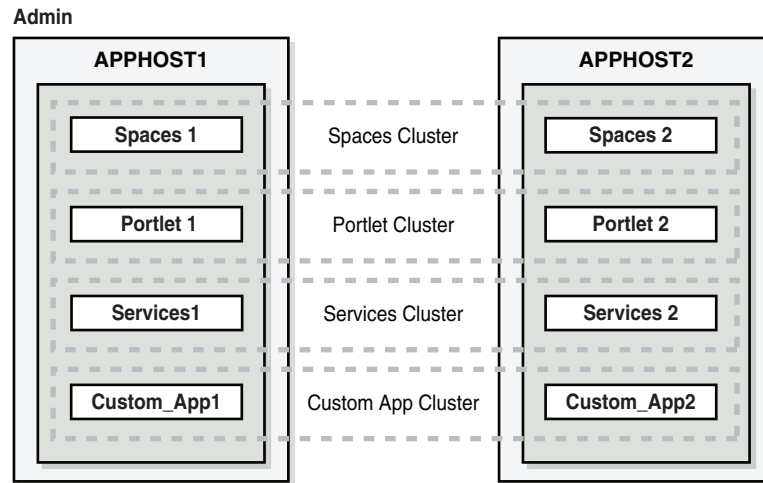 Admin
APPHOST1
APPHOST2
Spaces 1
Spaces Cluster
Spaces 2
Portlet 1
Portlet Cluster
Portlet 2
Services1
Services Cluster
Services 2
Custom_App1
Custom App Cluster
Custom_App2